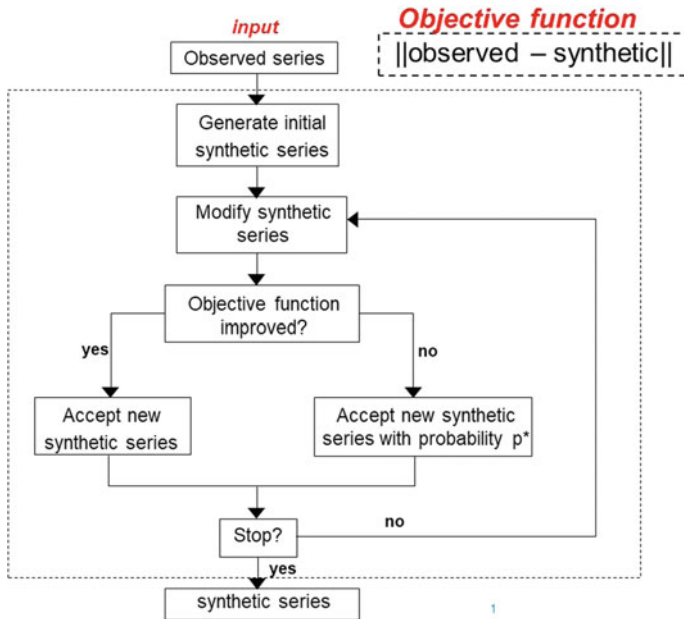 input
Objective function
||observed – synthetic||
Observed series
Generate initial
synthetic series
Modify synthetic
series
Objective function
improved?
yes
no
Accept new
synthetic series
Accept new synthetic
series with probability p*
Stop?
no
yes
synthetic series
1